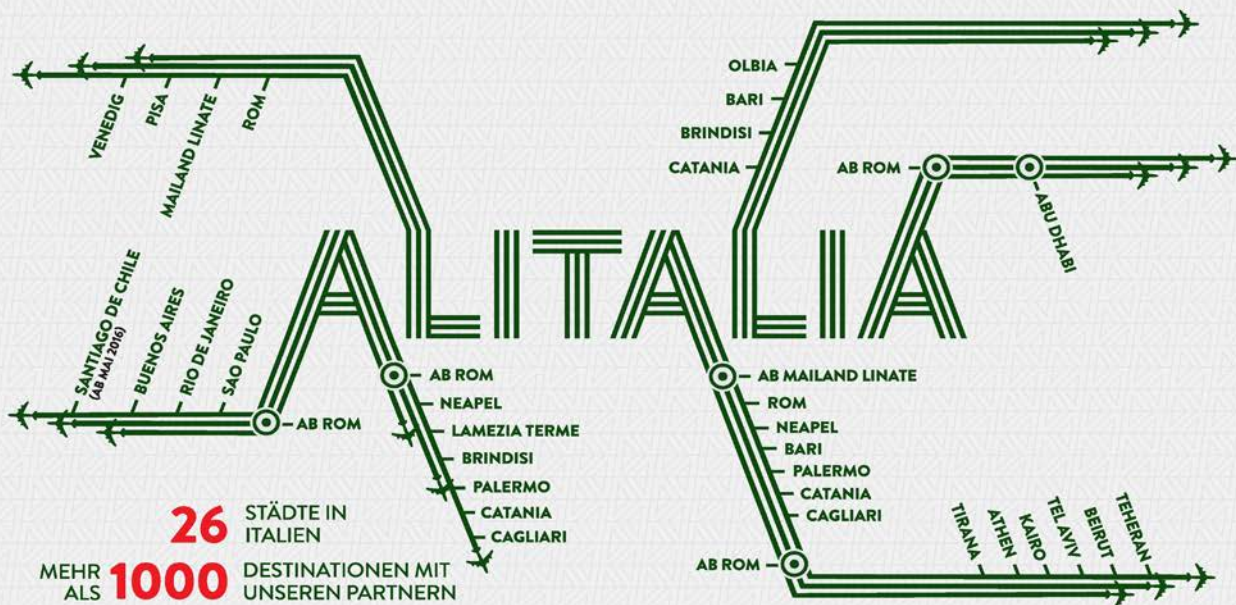 VENEDIG
PISA
MAILAND LINATE
ROM
OLBIA
BARI
BRINDISI
CATANIA
AB ROM
ABU DHABI
ALITALIA
SANTIAGO DE CHILE
(AB MAI 2016)
BUENOS AIRES
RIO DE JANEIRO
SAO PAULO
AB ROM
AB ROM
NEAPEL
LAMEZIA TERME
BRINDISI
PALERMO
CATANIA
CAGLIARI
AB MAILAND LINATE
ROM
NEAPEL
BARI
PALERMO
CATANIA
CAGLIARI
AB ROM
TIRANA
ATHEN
KAIRO
TEL AVIV
BEIRUT
TEHERAN
26 STÄDTE IN
ITALIEN
MEHR
ALS 1000 DESTINATIONEN MIT
UNSEREN PARTNERN